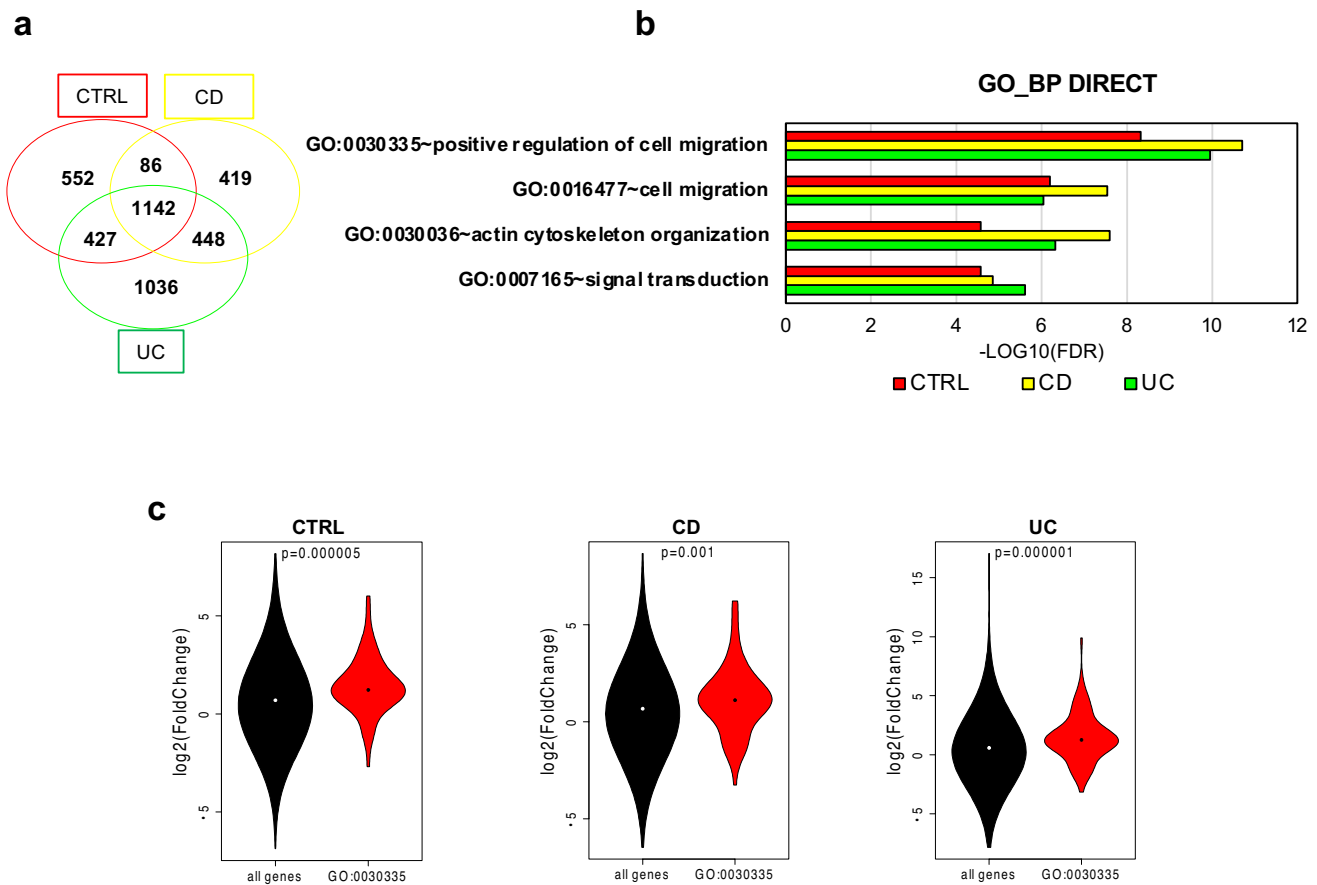 a
CTRL
CD
552
86
419
1142
427
448
1036
UC
b
GO_BP DIRECT
GO:0030335~positive regulation of cell migration
GO:0016477~cell migration
GO:0030036~actin cytoskeleton organization
GO:0007165~signal transduction
0 2 4 6 8 10 12
-LOG10(FDR)
CTRL CD UC
c
CTRL
p=0.000005
log2(FoldChange)
5
0
-5
all genes GO:0030335
CD
p=0.001
log2(FoldChange)
5
0
-5
all genes GO:0030335
UC
p=0.000001
log2(FoldChange)
15
10
5
0
-5
all genes GO:0030335